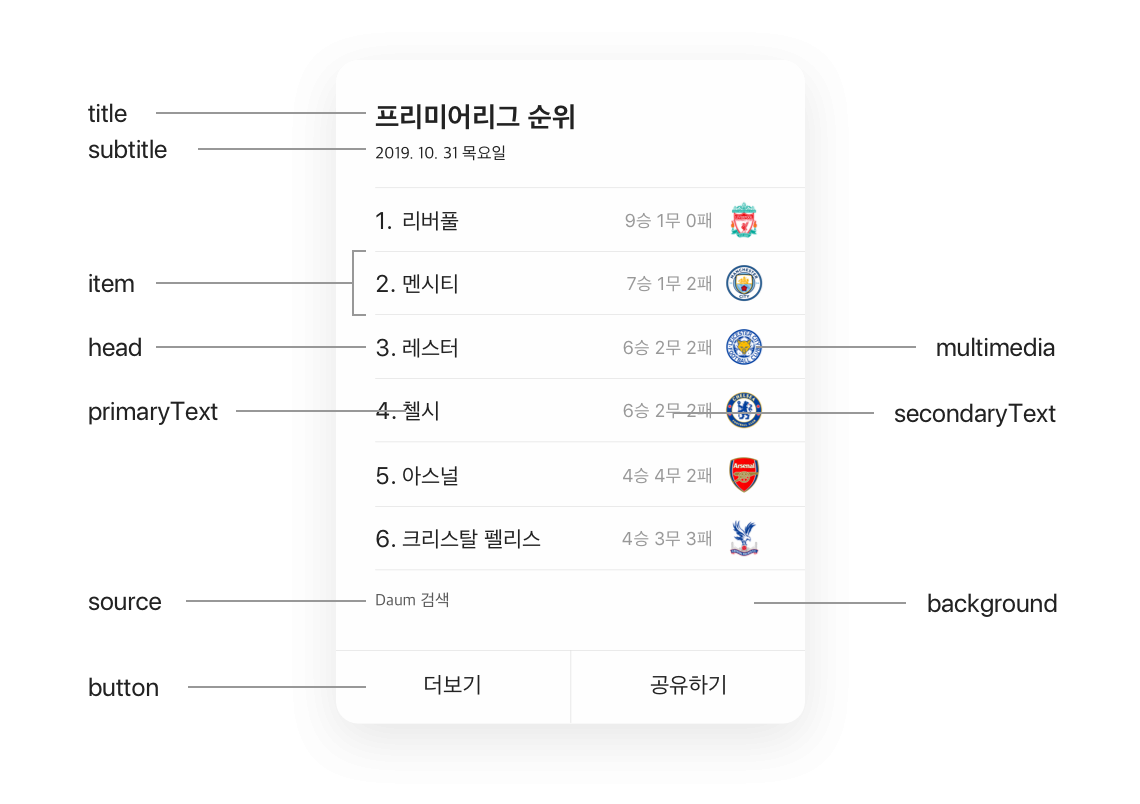 title
프리미어리그 순위
subtitle
2019. 10. 31 목요일
1. 리버풀 9승 1무 0패
item
2. 멘시티 7승 1무 2패
MANCHESTER CITY
head
3. 레스터 6승 2무 2패
multimedia
primaryText
4. 첼시 6승 2무 2패
secondaryText
5. 아스널 4승 4무 2패
Arsenal
6. 크리스탈 펠리스 4승 3무 3패
source
Daum 검색
background
button
더보기 공유하기